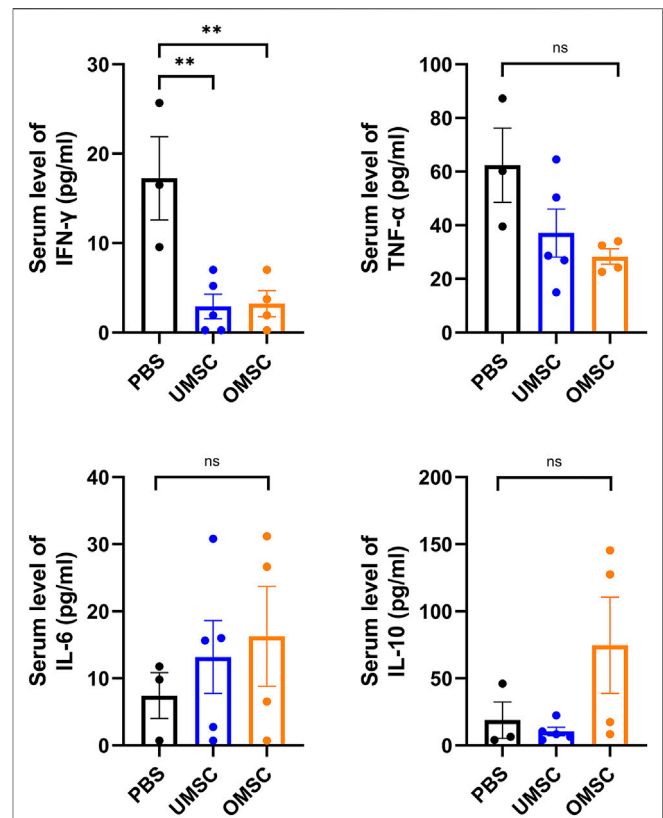 **
**
30
20
10
0
Serum level of
IFN-γ (pg/ml)
PBS
UMSC
OMSC
ns
100
80
60
40
20
0
Serum level of
TNF-α (pg/ml)
PBS
UMSC
OMSC
ns
40
30
20
10
0
Serum level of
IL-6 (pg/ml)
PBS
UMSC
OMSC
ns
200
150
100
50
0
Serum level of
IL-10 (pg/ml)
PBS
UMSC
OMSC